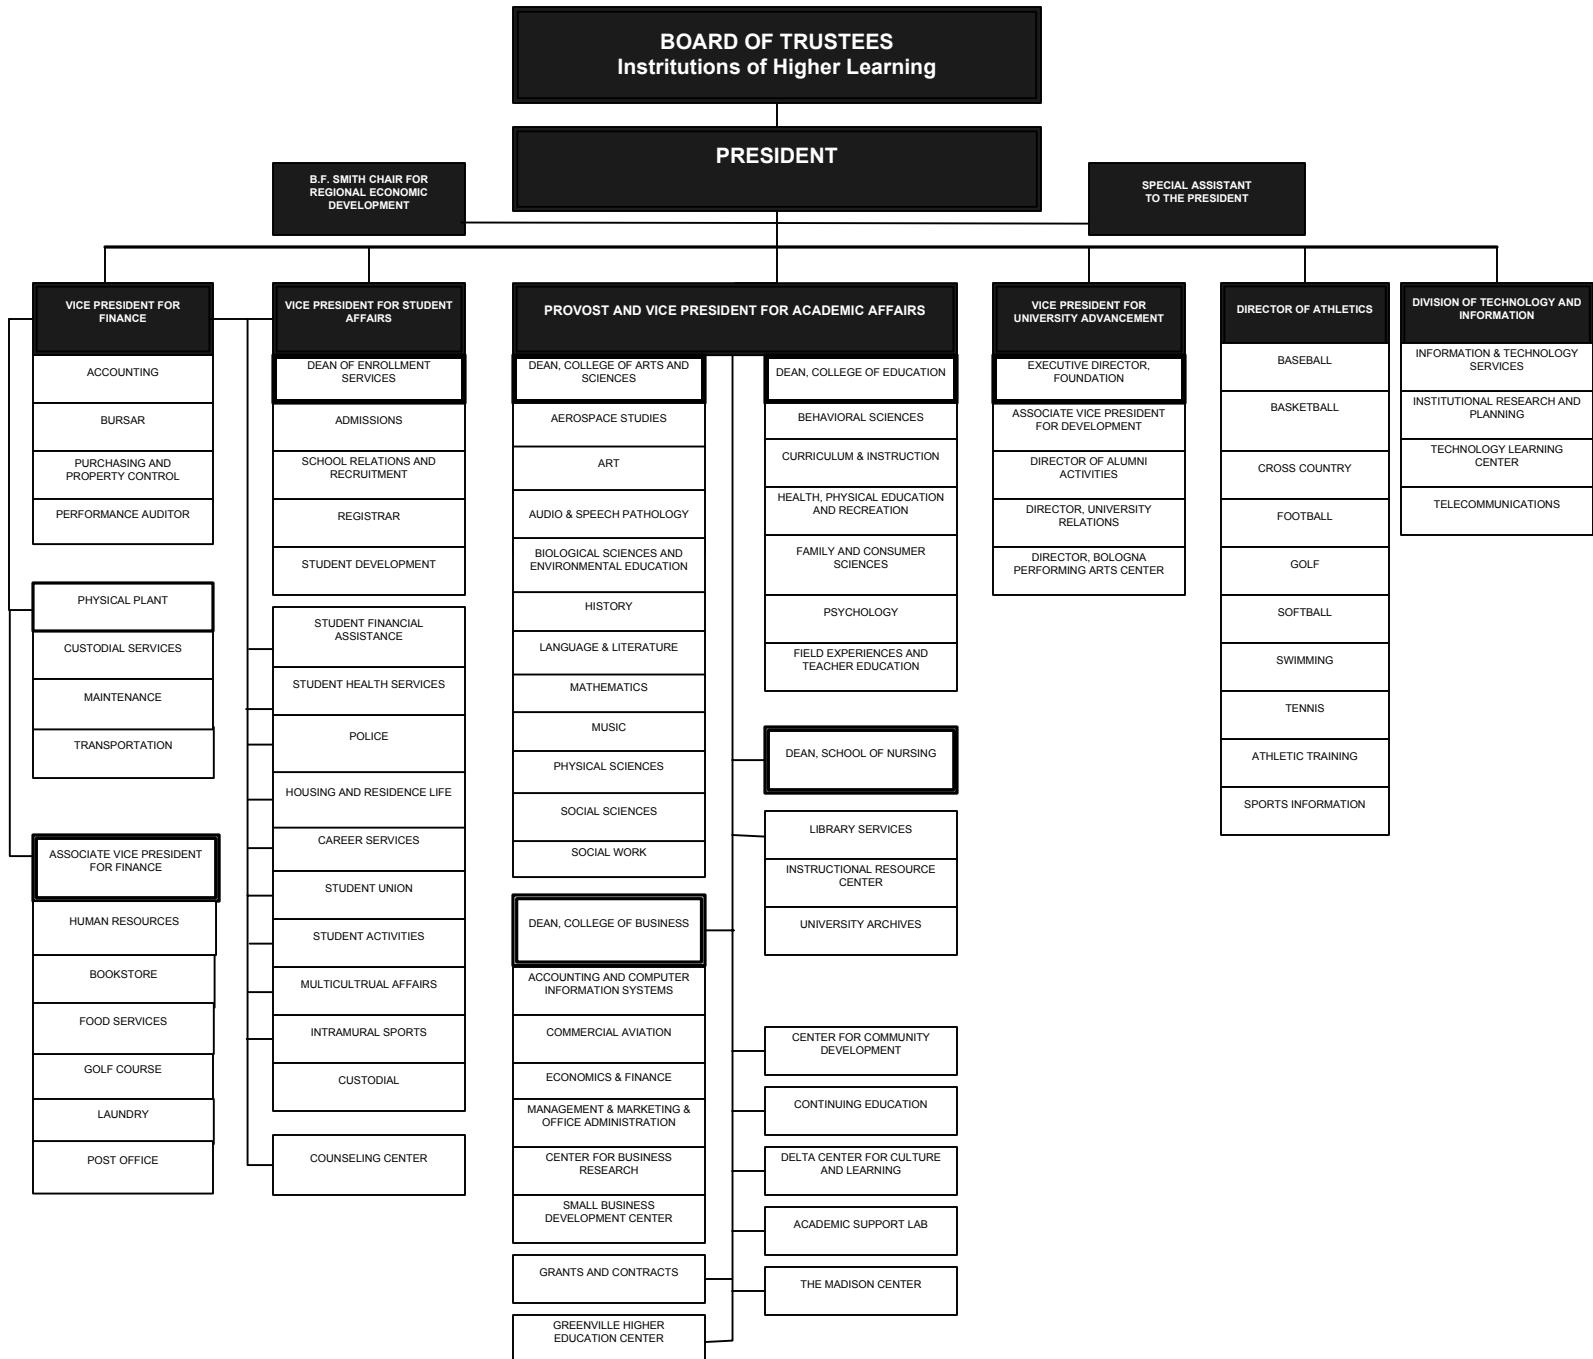 BOARD OF TRUSTEES
Instritutions of Higher Learning
PRESIDENT
B.F. SMITH CHAIR FOR
REGIONAL ECONOMIC
DEVELOPMENT
SPECIAL ASSISTANT
TO THE PRESIDENT
VICE PRESIDENT FOR
FINANCE
ACCOUNTING
BURSAR
PURCHASING AND
PROPERTY CONTROL
PERFORMANCE AUDITOR
PHYSICAL PLANT
CUSTODIAL SERVICES
MAINTENANCE
TRANSPORTATION
ASSOCIATE VICE PRESIDENT
FOR FINANCE
HUMAN RESOURCES
BOOKSTORE
FOOD SERVICES
GOLF COURSE
LAUNDRY
POST OFFICE
VICE PRESIDENT FOR STUDENT
AFFAIRS
DEAN OF ENROLLMENT
SERVICES
ADMISSIONS
SCHOOL RELATIONS AND
RECRUITMENT
REGISTRAR
STUDENT DEVELOPMENT
STUDENT FINANCIAL
ASSISTANCE
STUDENT HEALTH SERVICES
POLICE
HOUSING AND RESIDENCE LIFE
CAREER SERVICES
STUDENT UNION
STUDENT ACTIVITIES
MULTICULTRUAL AFFAIRS
INTRAMURAL SPORTS
CUSTODIAL
COUNSELING CENTER
PROVOST AND VICE PRESIDENT FOR ACADEMIC AFFAIRS
DEAN, COLLEGE OF ARTS AND
SCIENCES
AEROSPACE STUDIES
ART
AUDIO & SPEECH PATHOLOGY
BIOLOGICAL SCIENCES AND
ENVIRONMENTAL EDUCATION
HISTORY
LANGUAGE & LITERATURE
MATHEMATICS
MUSIC
PHYSICAL SCIENCES
SOCIAL SCIENCES
SOCIAL WORK
DEAN, COLLEGE OF BUSINESS
ACCOUNTING AND COMPUTER
INFORMATION SYSTEMS
COMMERCIAL AVIATION
ECONOMICS & FINANCE
MANAGEMENT & MARKETING &
OFFICE ADMINISTRATION
CENTER FOR BUSINESS
RESEARCH
SMALL BUSINESS
DEVELOPMENT CENTER
GRANTS AND CONTRACTS
GREENVILLE HIGHER
EDUCATION CENTER
DEAN, COLLEGE OF EDUCATION
BEHAVIORAL SCIENCES
CURRICULUM & INSTRUCTION
HEALTH, PHYSICAL EDUCATION
AND RECREATION
FAMILY AND CONSUMER
SCIENCES
PSYCHOLOGY
FIELD EXPERIENCES AND
TEACHER EDUCATION
DEAN, SCHOOL OF NURSING
LIBRARY SERVICES
INSTRUCTIONAL RESOURCE
CENTER
UNIVERSITY ARCHIVES
CENTER FOR COMMUNITY
DEVELOPMENT
CONTINUING EDUCATION
DELTA CENTER FOR CULTURE
AND LEARNING
ACADEMIC SUPPORT LAB
THE MADISON CENTER
VICE PRESIDENT FOR
UNIVERSITY ADVANCEMENT
EXECUTIVE DIRECTOR,
FOUNDATION
ASSOCIATE VICE PRESIDENT
FOR DEVELOPMENT
DIRECTOR OF ALUMNI
ACTIVITIES
DIRECTOR, UNIVERSITY
RELATIONS
DIRECTOR, BOLOGNA
PERFORMING ARTS CENTER
DIRECTOR OF ATHLETICS
BASEBALL
BASKETBALL
CROSS COUNTRY
FOOTBALL
GOLF
SOFTBALL
SWIMMING
TENNIS
ATHLETIC TRAINING
SPORTS INFORMATION
DIVISION OF TECHNOLOGY AND
INFORMATION
INFORMATION & TECHNOLOGY
SERVICES
INSTITUTIONAL RESEARCH AND
PLANNING
TECHNOLOGY LEARNING
CENTER
TELECOMMUNICATIONS